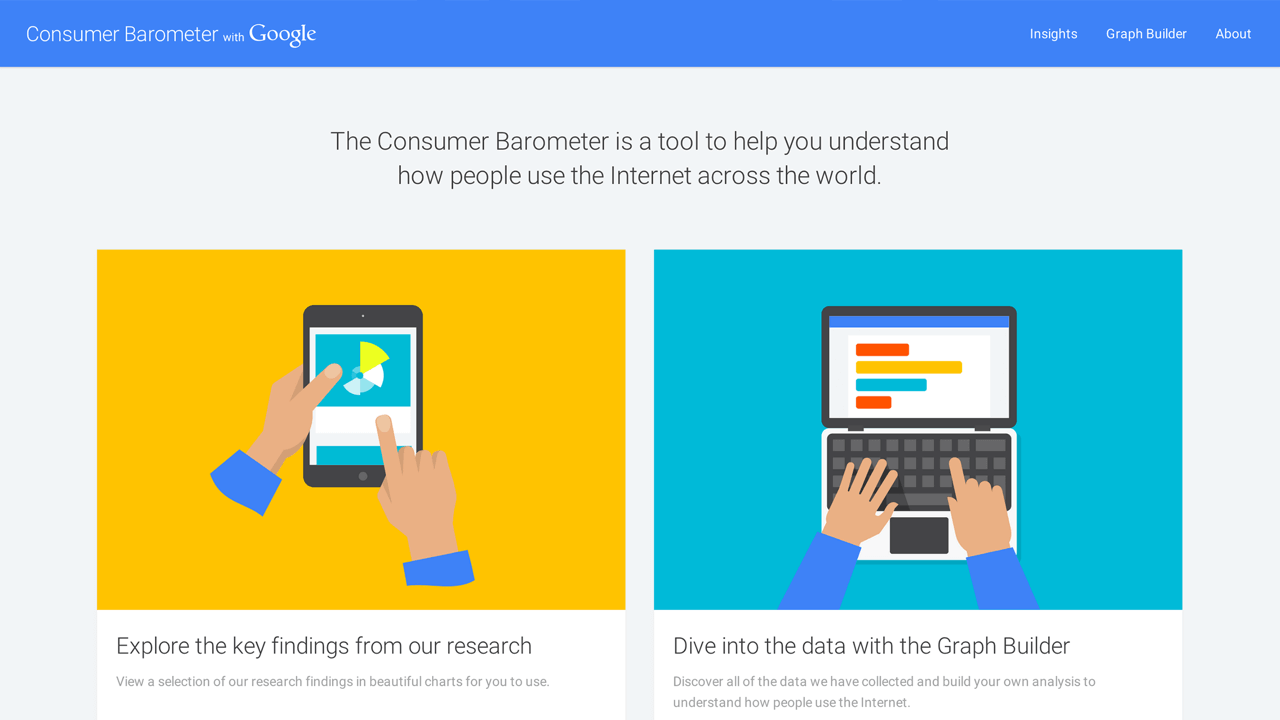 Consumer Barometer with Google
Insights
Graph Builder
About
The Consumer Barometer is a tool to help you understand
how people use the Internet across the world.
Explore the key findings from our research
View a selection of our research findings in beautiful charts for you to use.
Dive into the data with the Graph Builder
Discover all of the data we have collected and build your own analysis to
understand how people use the Internet.